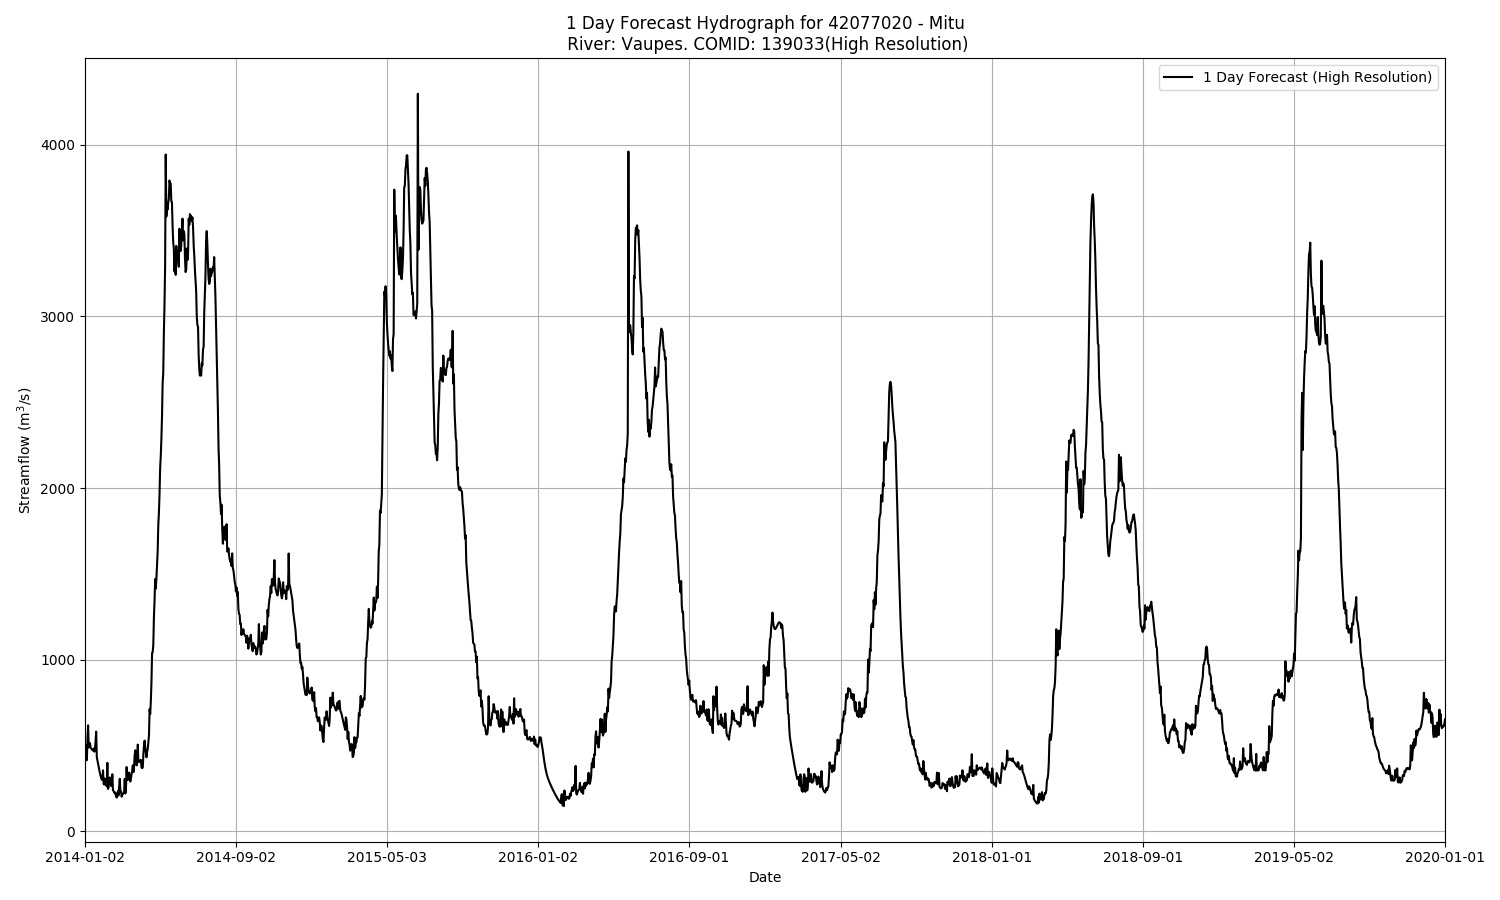 1 Day Forecast Hydrograph for 42077020 - Mitu
River: Vaupes. COMID: 139033(High Resolution)
1 Day Forecast (High Resolution)
4000
3000
2000
1000
0
Streamflow (m³/s)
2014-01-02 2014-09-02 2015-05-03 2016-01-02 2016-09-01 2017-05-02 2018-01-01 2018-09-01 2019-05-02 2020-01-01
Date